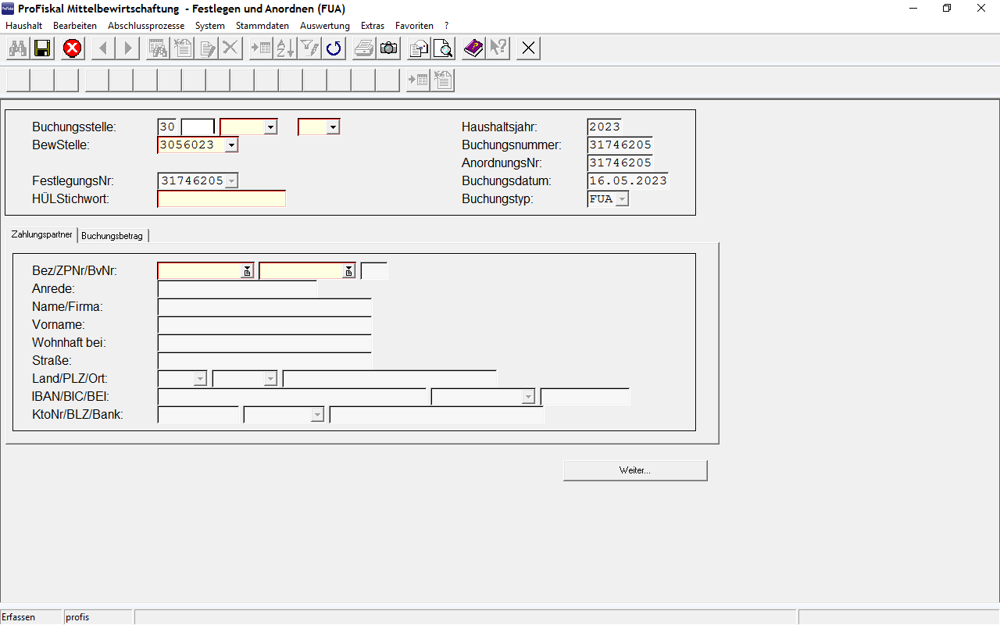 ProFiskal Mittelbewirtschaftung - Festlegen und Anordnen (FUA)
Haushalt Bearbeiten Abschlussprozesse System Stammdaten Auswertung Extras Favoriten ?
Buchungsstelle: 30 Haushaltsjahr: 2023
BewStelle: 3056023 Buchungsnummer: 31746205
AnordnungsNr: 31746205
FestlegungsNr: 31746205 Buchungsdatum: 16.05.2023
HÜLStichwort: Buchungstyp: FUA
Zahlungspartner Buchungsbetrag
Bez/ZPNr/BvNr:
Anrede:
Name/Firma:
Vorname:
Wohnhaft bei:
Straße:
Land/PLZ/Ort:
IBAN/BIC/BEI:
KtoNr/BLZ/Bank:
Weiter...
Erfassen profis